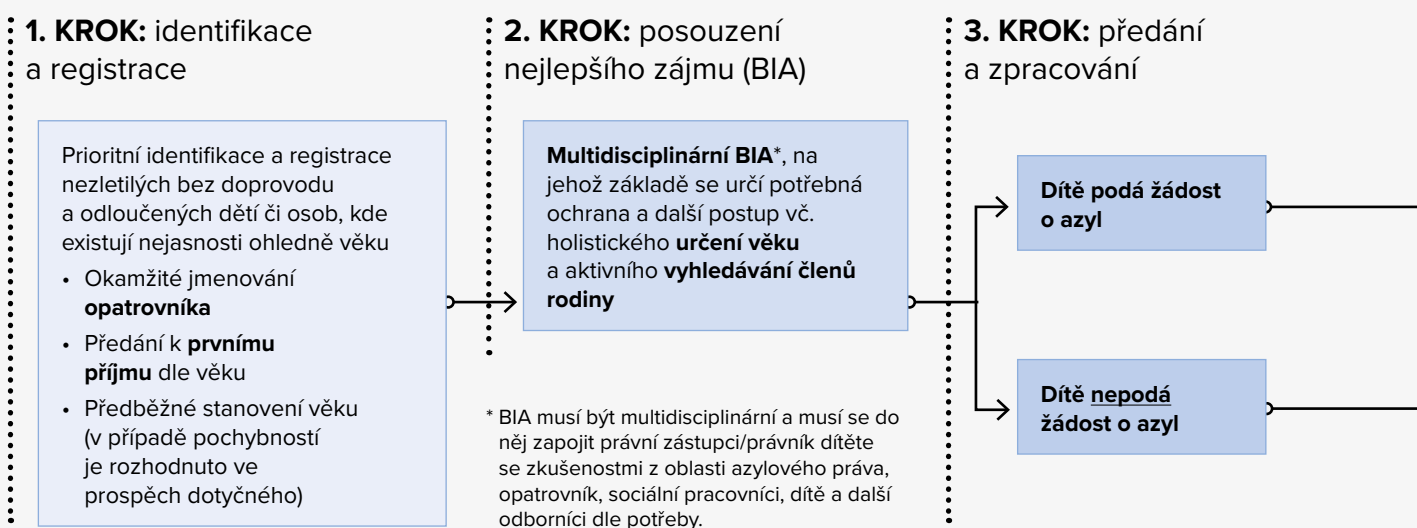 1. KROK: identifikace
a registrace
Prioritní identifikace a registrace
nezletilých bez doprovodu
a odloučených dětí či osob, kde
existují nejasnosti ohledně věku
• Okamžité jmenování
opatrovníka
• Předání k prvnímu
příjmu dle věku
• Předběžné stanovení věku
(v případě pochybností
je rozhodnuto ve
prospěch dotyčného)
2. KROK: posouzení
nejlepšího zájmu (BIA)
Multidisciplinární BIA*, na
jehož základě se určí potřebná
ochrana a další postup vč.
holistického určení věku
a aktivního vyhledávání členů
rodiny
* BIA musí být multidisciplinární a musí se do
něj zapojit právní zástupci/právník dítěte
se zkušenostmi z oblasti azylového práva,
opatrovník, sociální pracovníci, dítě a další
odborníci dle potřeby.
3. KROK: předání
a zpracování
Dítě podá žádost
o azyl
Dítě nepodá
žádost o azyl